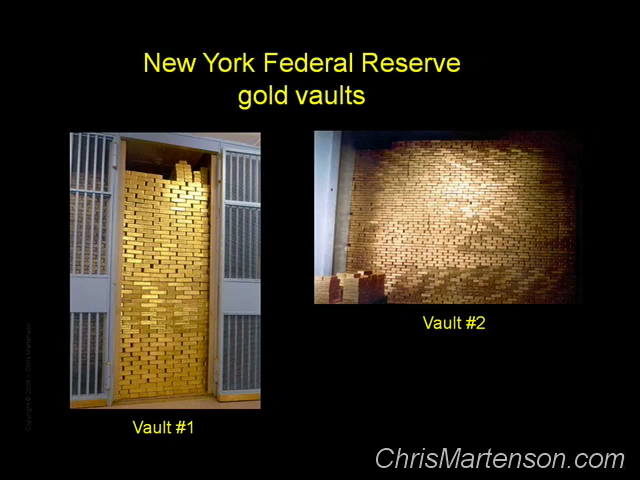 New York Federal Reserve
gold vaults
Vault #2
Vault #1
ChrisMartenson.com